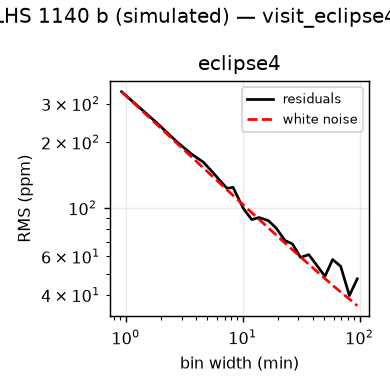 LHS 1140 b (simulated) — visit_eclipse4
eclipse4
residuals
white noise
RMS (ppm)
3 × 10²
2 × 10²
10²
6 × 10¹
4 × 10¹
10⁰
10¹
10²
bin width (min)